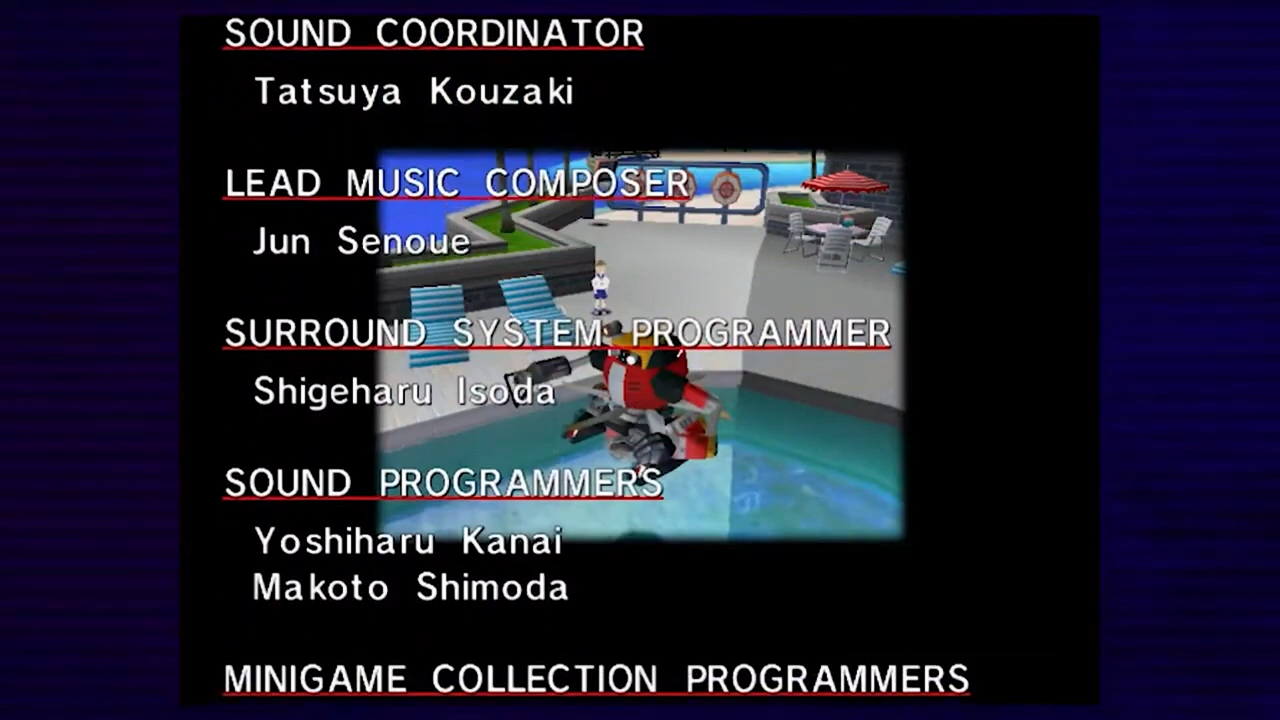 SOUND COORDINATOR
Tatsuya Kouzaki
LEAD MUSIC COMPOSER
Jun Senoue
SURROUND SYSTEM PROGRAMMER
Shigeharu Isoda
SOUND PROGRAMMERS
Yoshiharu Kanai
Makoto Shimoda
MINIGAME COLLECTION PROGRAMMERS